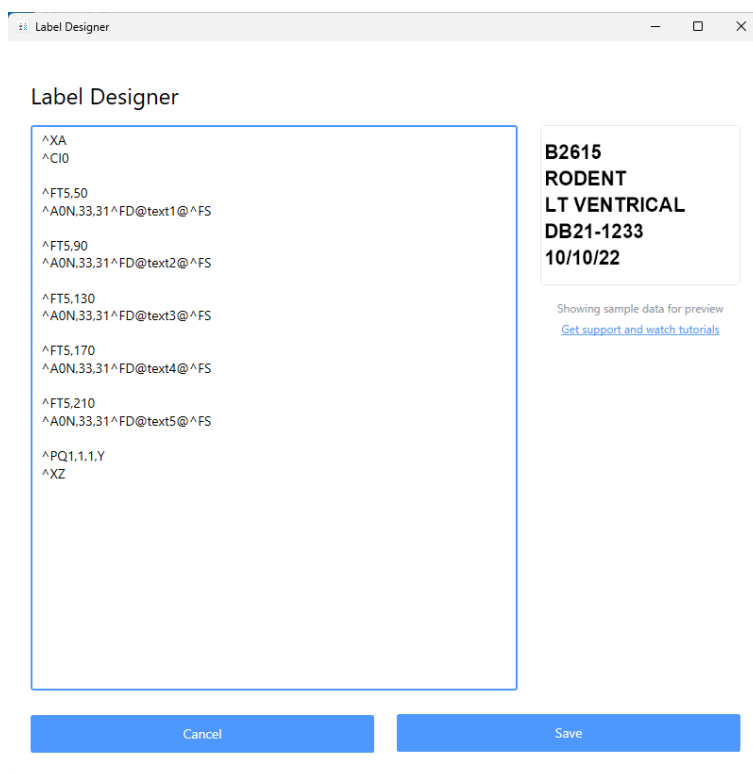 Label Designer
Label Designer
^XA
^CI0
^FT5,50
^A0N,33,31^FD@text1@^FS
^FT5,90
^A0N,33,31^FD@text2@^FS
^FT5,130
^A0N,33,31^FD@text3@^FS
^FT5,170
^A0N,33,31^FD@text4@^FS
^FT5,210
^A0N,33,31^FD@text5@^FS
^PQ1,1,1,Y
^XZ
B2615
RODENT
LT VENTRICAL
DB21-1233
10/10/22
Showing sample data for preview
Get support and watch tutorials
Cancel
Save